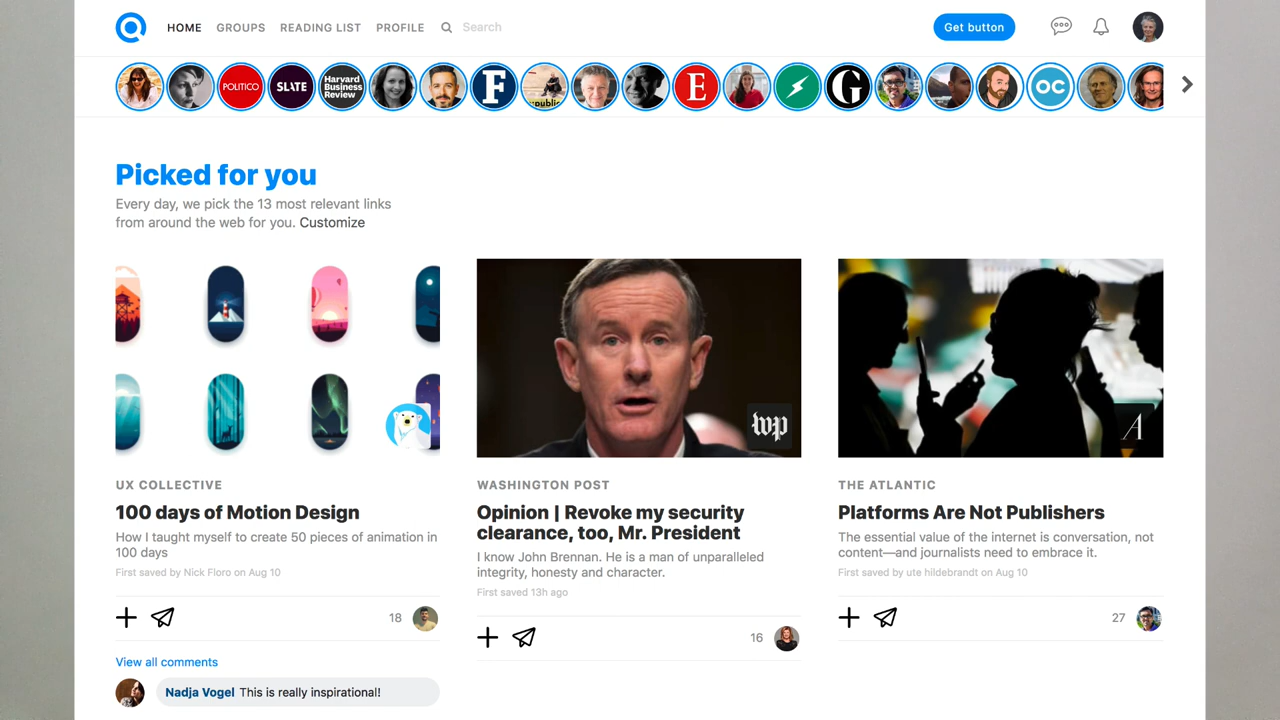 HOME GROUPS READING LIST PROFILE Search Get button
POLITICO SLATE Harvard Business Review F public E G OC
Picked for you
Every day, we pick the 13 most relevant links
from around the web for you. Customize
wp A
UX COLLECTIVE
100 days of Motion Design
How I taught myself to create 50 pieces of animation in
100 days
First saved by Nick Floro on Aug 10
18
View all comments
Nadja Vogel This is really inspirational!
WASHINGTON POST
Opinion | Revoke my security
clearance, too, Mr. President
I know John Brennan. He is a man of unparalleled
integrity, honesty and character.
First saved 13h ago
16
THE ATLANTIC
Platforms Are Not Publishers
The essential value of the internet is conversation, not
content—and journalists need to embrace it.
First saved by ute hildebrandt on Aug 10
27